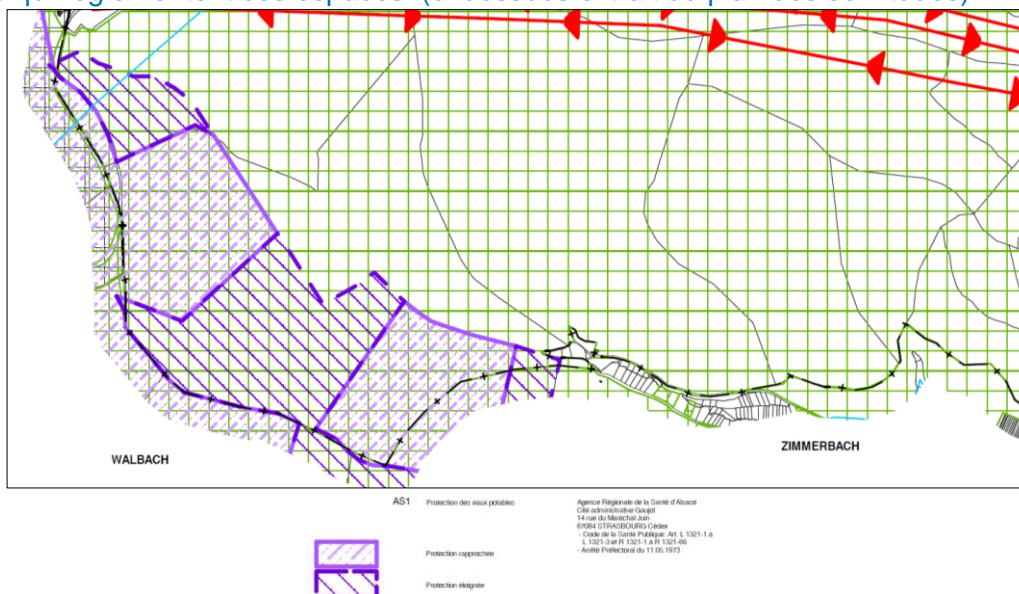 WALBACH
ZIMMERBACH
AS1
Protection des eaux potables
Agence Régionale de la Santé d'Alsace
Cité administrative Gaujot
14 rue du Maréchal Juin
67084 STRASBOURG Cédex
- Code de la Santé Publique: Art. L 1321-1 à
L 1321-3 et R 1321-1 à R 1321-66
- Arrêté Préfectoral du 11.05.1973
Protection rapprochée
Protection éloignée